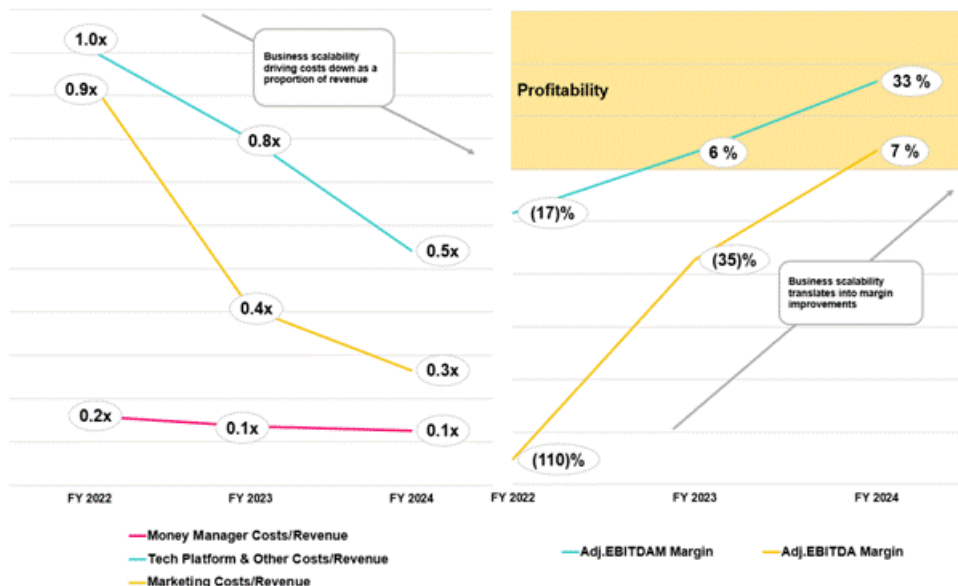 1.0x
0.9x
Business scalability
driving costs down as a
proportion of revenue
0.8x
0.5x
0.4x
0.3x
0.2x
0.1x
0.1x
FY 2022
FY 2023
FY 2024
Money Manager Costs/Revenue
Tech Platform & Other Costs/Revenue
Marketing Costs/Revenue
Profitability
33 %
6 %
7 %
(17)%
(35)%
Business scalability
translates into margin
improvements
(110)%
FY 2022
FY 2023
FY 2024
Adj.EBITDAM Margin
Adj.EBITDA Margin